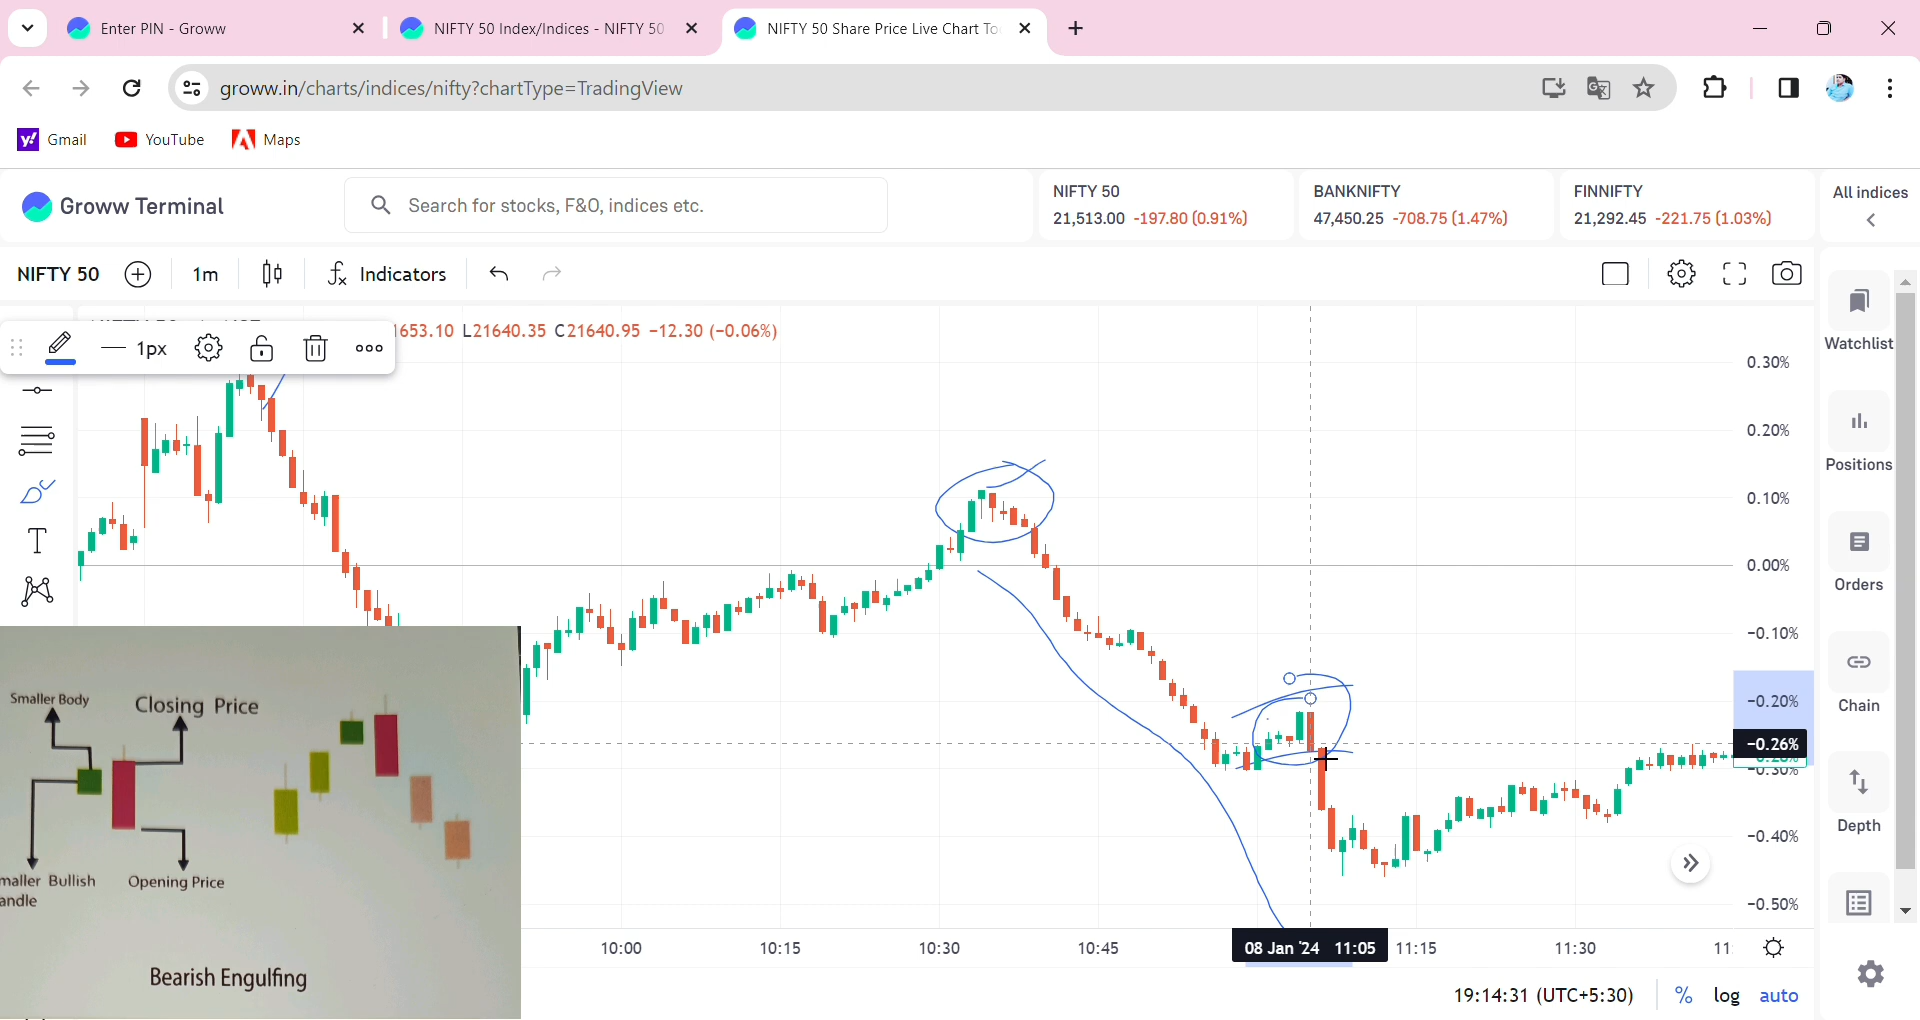 Enter PIN - Groww
NIFTY 50 Index/Indices - NIFTY 50
NIFTY 50 Share Price Live Chart To
groww.in/charts/indices/nifty?chartType=TradingView
Gmail
YouTube
Maps
Groww Terminal
Search for stocks, F&O, indices etc.
NIFTY 50
21,513.00 -197.80 (0.91%)
BANKNIFTY
47,450.25 -708.75 (1.47%)
FINNIFTY
21,292.45 -221.75 (1.03%)
All indices
NIFTY 50
1m
Indicators
1px
653.10 L21640.35 C21640.95 −12.30 (−0.06%)
0.30%
0.20%
0.10%
0.00%
−0.10%
−0.20%
−0.26%
−0.30%
−0.40%
−0.50%
Watchlist
Positions
Orders
Chain
Depth
Smaller Body
Closing Price
maller Bullish
andle
Opening Price
Bearish Engulfing
10:00
10:15
10:30
10:45
08 Jan '24 11:05
11:15
11:30
11:
19:14:31 (UTC+5:30)
%
log
auto